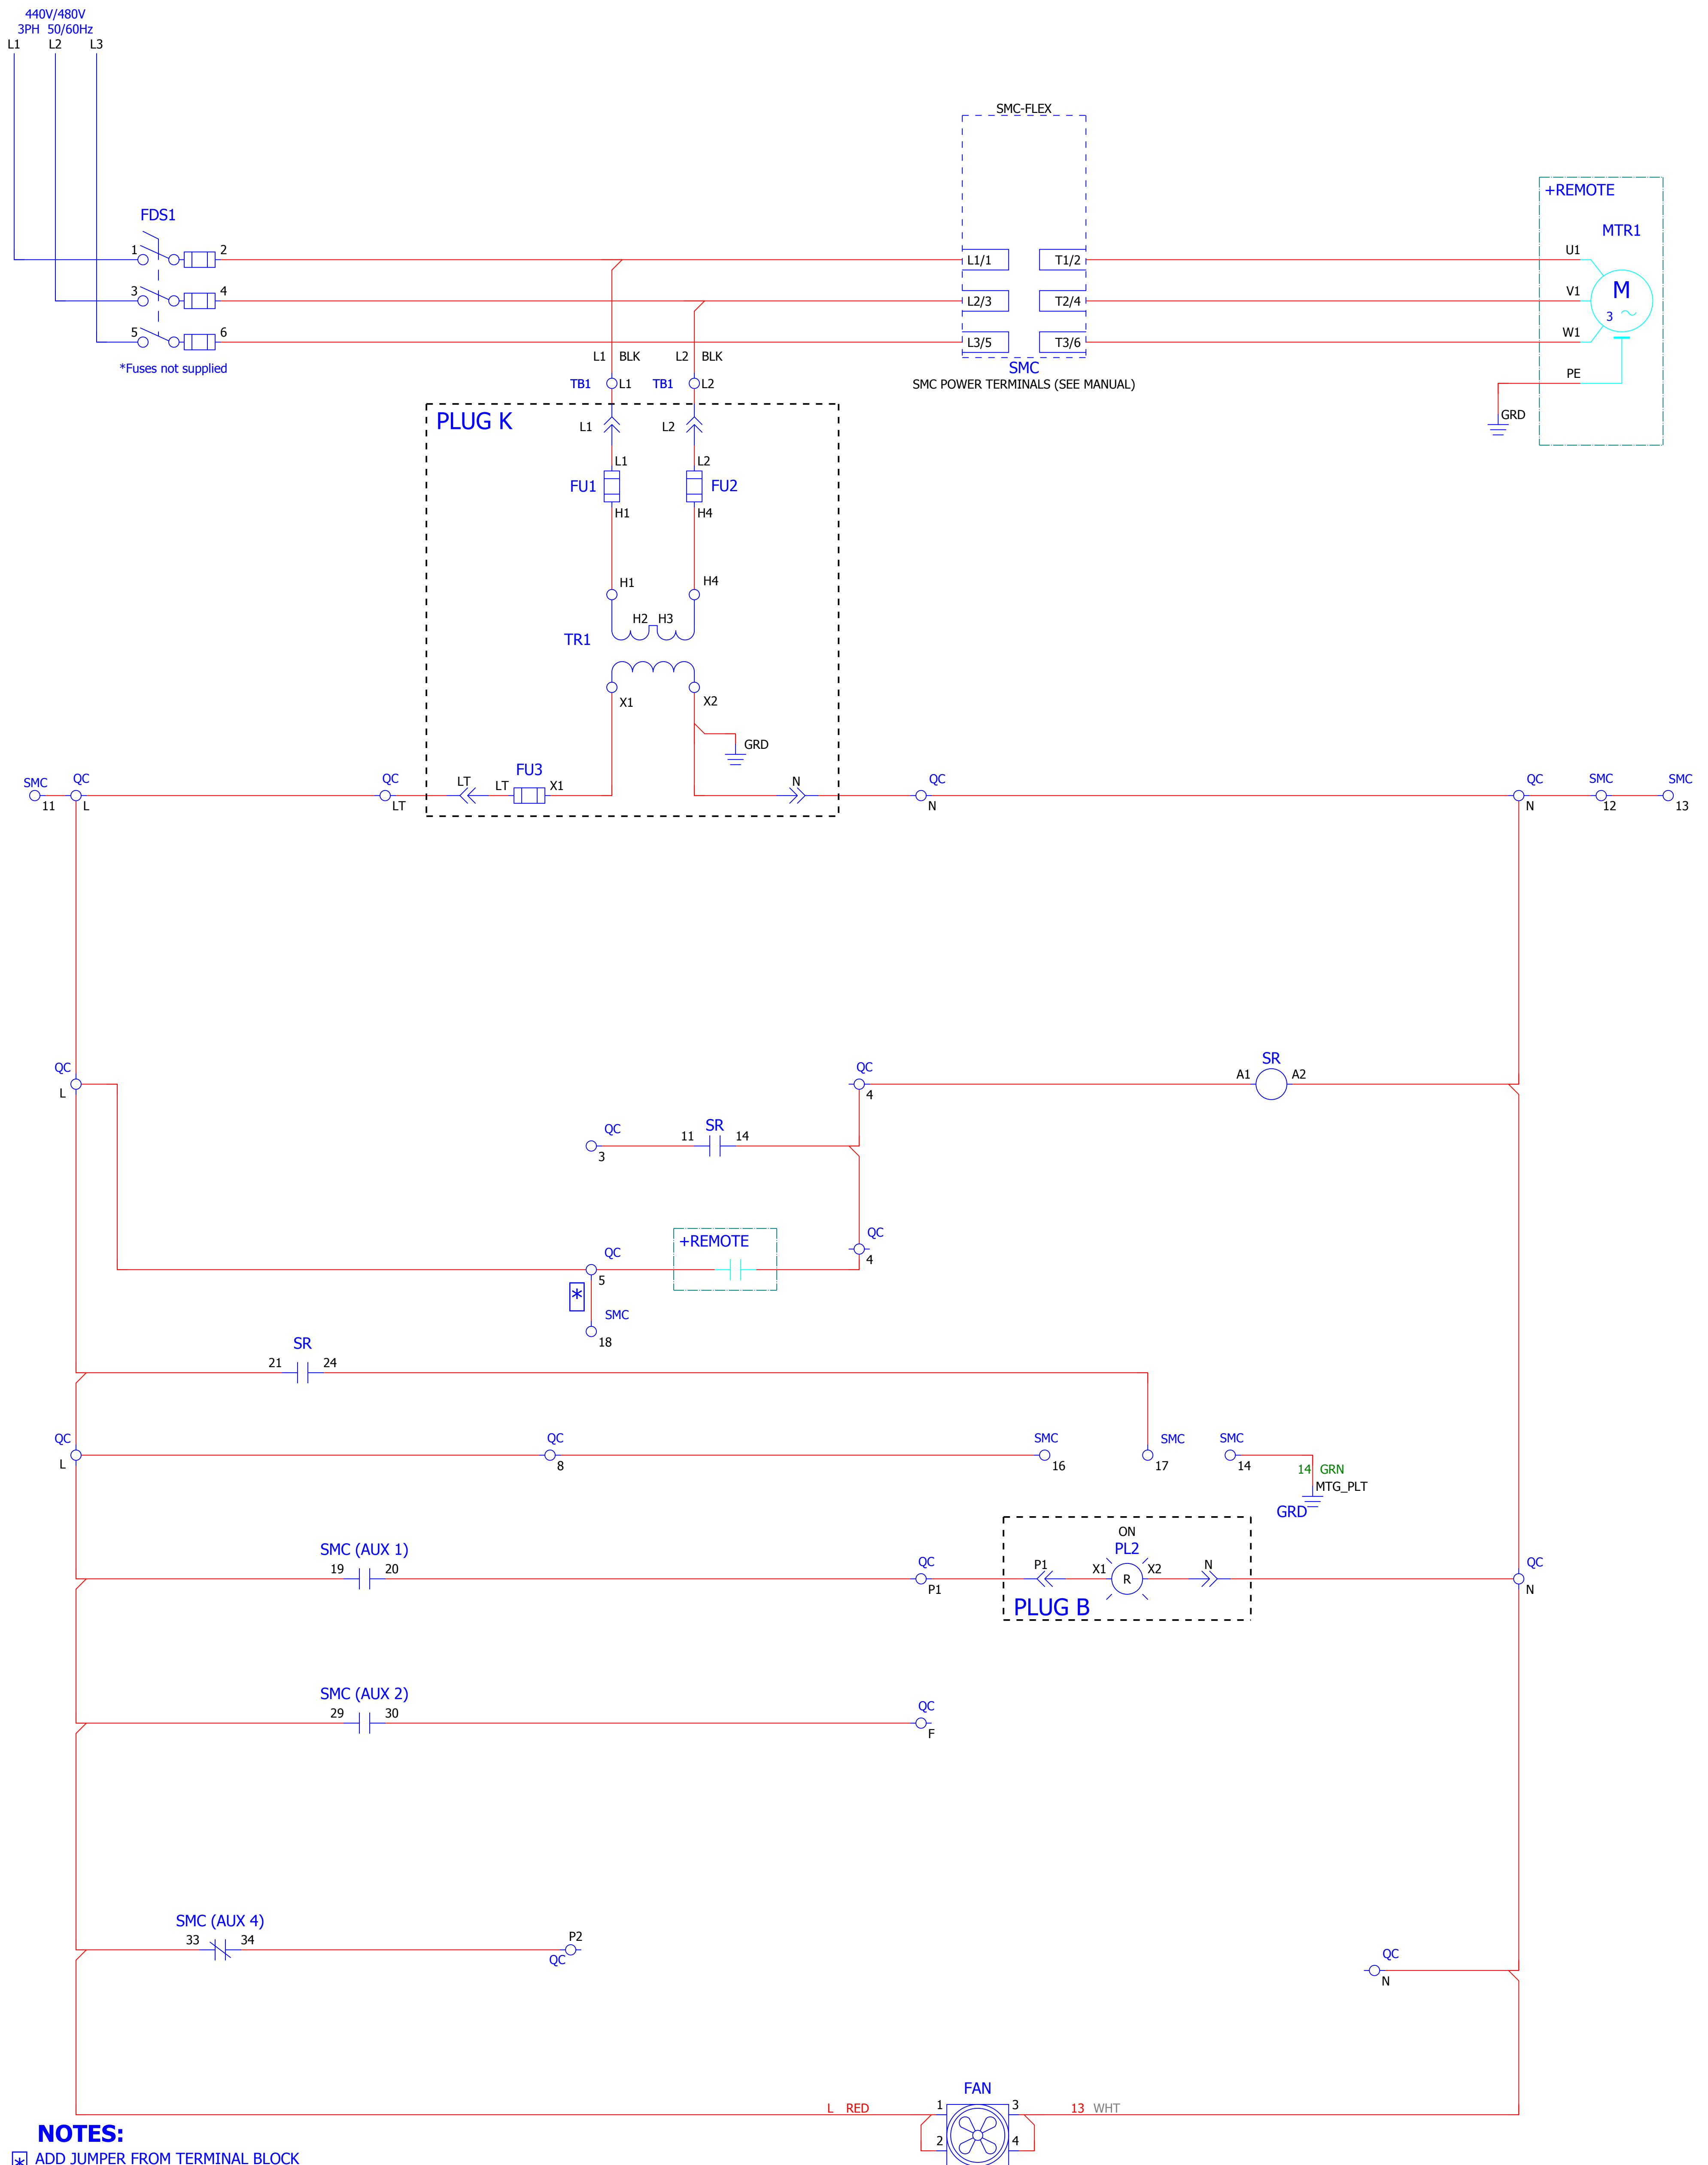 440V/480V
3PH 50/60Hz
L1 L2 L3
SMC-FLEX
+REMOTE
MTR1
FDS1
1 2
3 4
5 6
*Fuses not supplied
L1/1 T1/2
L2/3 T2/4
L3/5 T3/6
SMC
SMC POWER TERMINALS (SEE MANUAL)
U1
V1
W1
PE
M
3
GRD
L1 BLK L2 BLK
TB1 L1 TB1 L2
PLUG K
L1 L2
L1 L2
FU1 FU2
H1 H4
H1 H4
H2 H3
TR1
X1 X2
GRD
FU3
SMC QC QC LT LT X1 N QC QC SMC SMC
11 L LT N N 12 13
QC QC SR
L 4 A1 A2
QC SR
3 11 14
QC
4
+REMOTE
QC
5
*
SMC
18
SR
21 24
QC QC SMC SMC SMC
L 8 16 17 14
14 GRN
MTG_PLT
GRD
ON
PL2
SMC (AUX 1)
19 20
QC
P1
P1 X1 R X2 N
PLUG B
QC
N
SMC (AUX 2)
29 30
QC
F
SMC (AUX 4)
33 34
P2
QC
QC
N
FAN
L RED 1 3 13 WHT
2 4
NOTES:
* ADD JUMPER FROM TERMINAL BLOCK